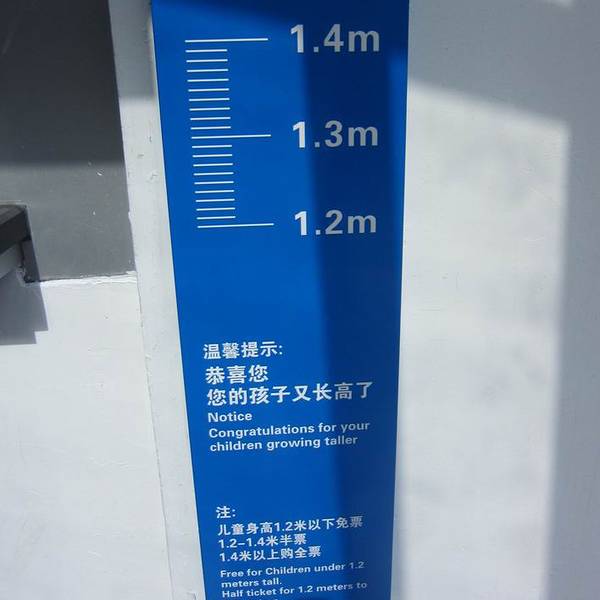 1.4m
1.3m
1.2m
温馨提示:
恭喜您
您的孩子又长高了
Notice
Congratulations for your
children growing taller
注:
儿童身高1.2米以下免票
1.2-1.4米半票
1.4米以上购全票
Free for Children under 1.2
meters tall.
Half ticket for 1.2 meters to